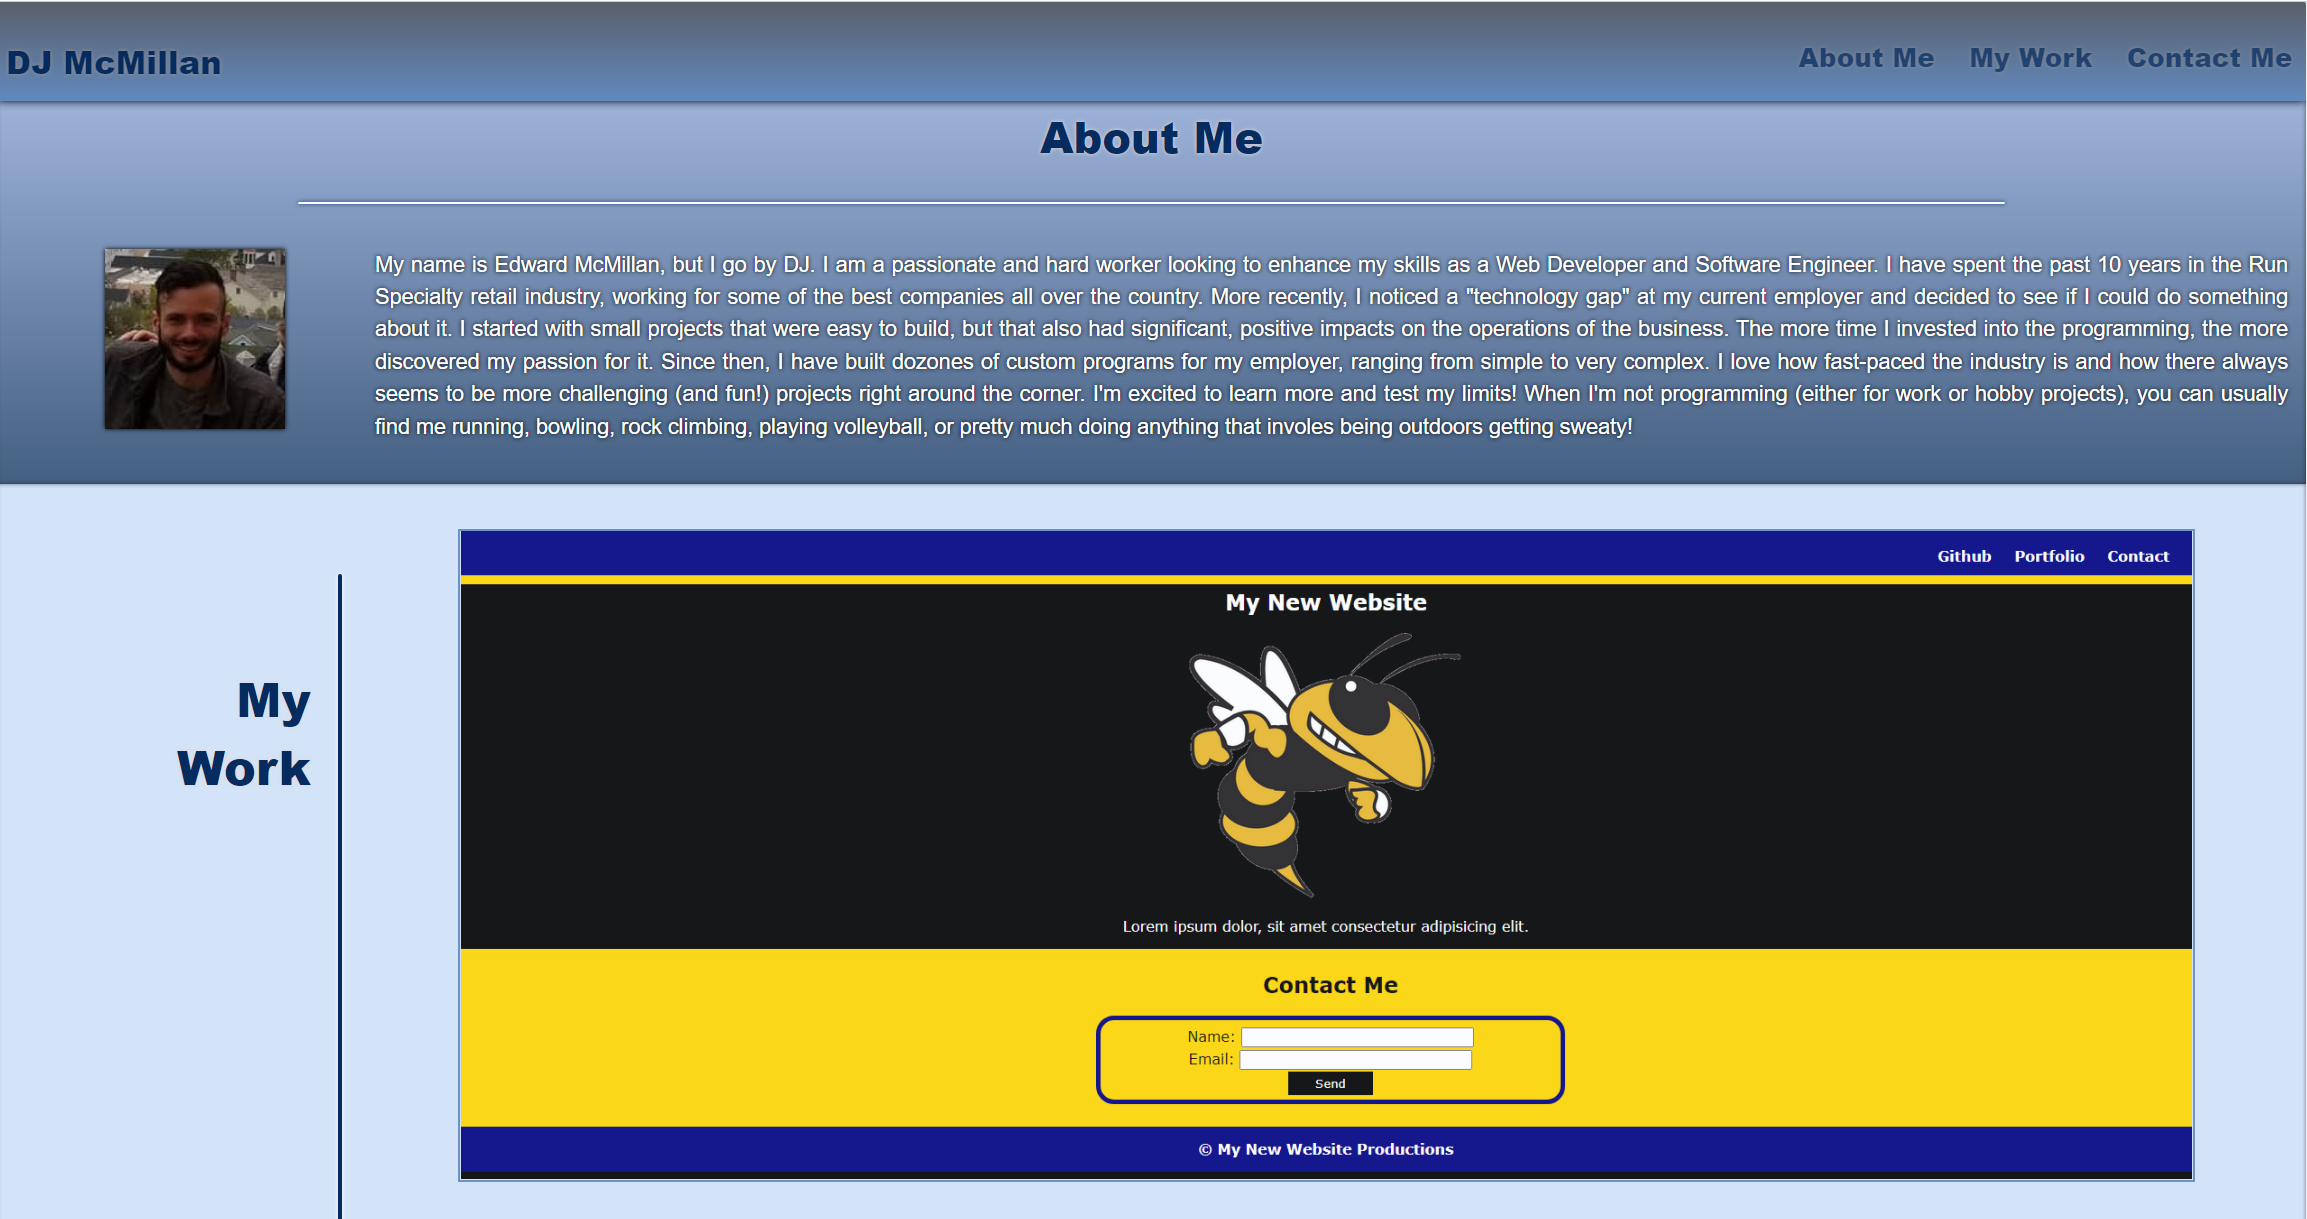 DJ McMillan
About Me My Work Contact Me
About Me
My name is Edward McMillan, but I go by DJ. I am a passionate and hard worker looking to enhance my skills as a Web Developer and Software Engineer. I have spent the past 10 years in the Run
Specialty retail industry, working for some of the best companies all over the country. More recently, I noticed a "technology gap" at my current employer and decided to see if I could do something
about it. I started with small projects that were easy to build, but that also had significant, positive impacts on the operations of the business. The more time I invested into the programming, the more
discovered my passion for it. Since then, I have built dozones of custom programs for my employer, ranging from simple to very complex. I love how fast-paced the industry is and how there always
seems to be more challenging (and fun!) projects right around the corner. I'm excited to learn more and test my limits! When I'm not programming (either for work or hobby projects), you can usually
find me running, bowling, rock climbing, playing volleyball, or pretty much doing anything that involes being outdoors getting sweaty!
My
Work
Github Portfolio Contact
My New Website
Lorem ipsum dolor, sit amet consectetur adipisicing elit.
Contact Me
Name:
Email:
Send
© My New Website Productions